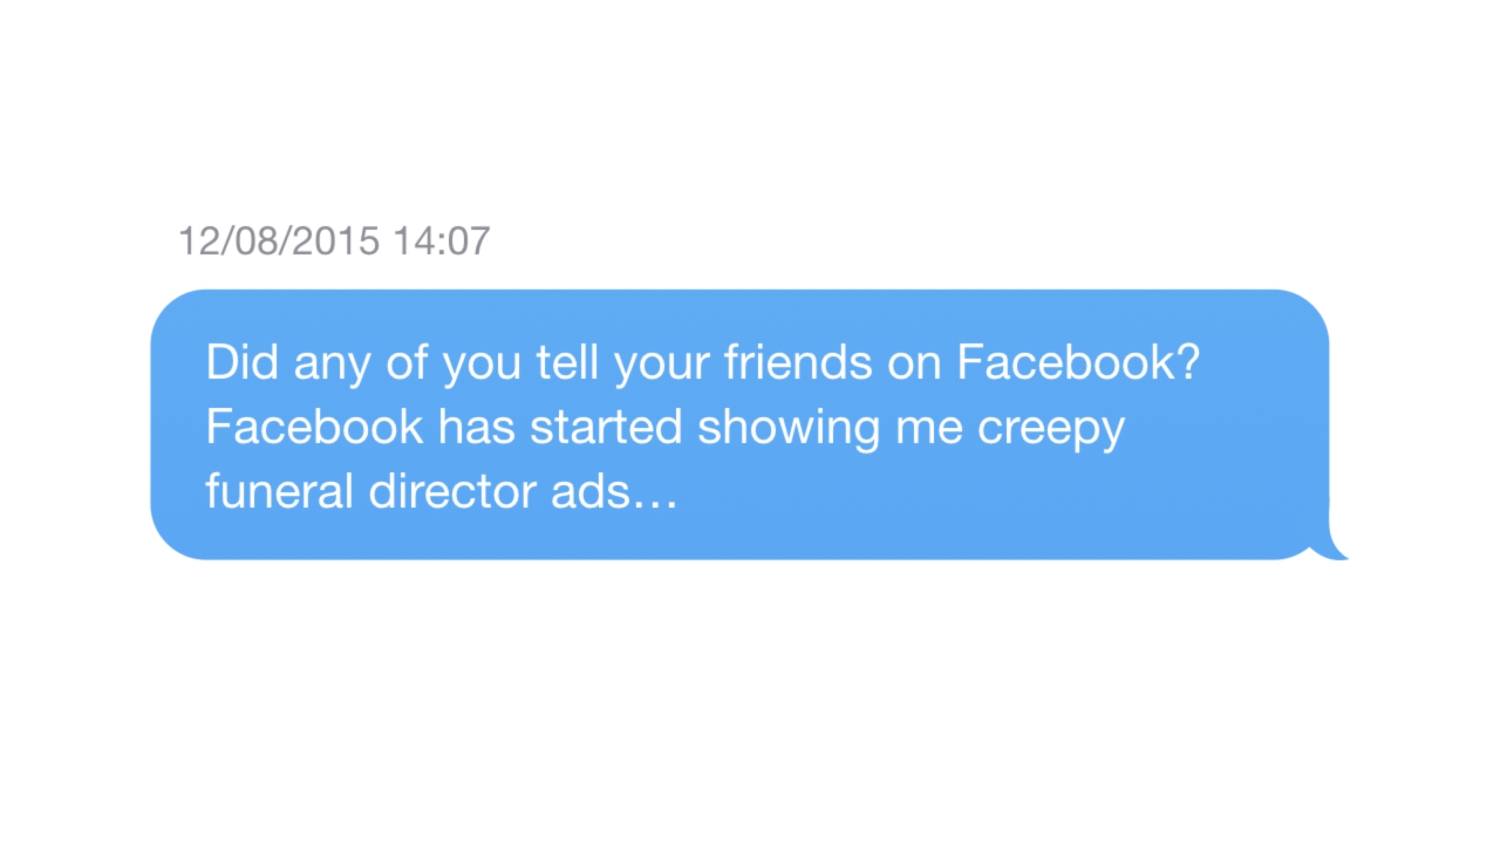 12/08/2015 14:07
Did any of you tell your friends on Facebook?
Facebook has started showing me creepy
funeral director ads…